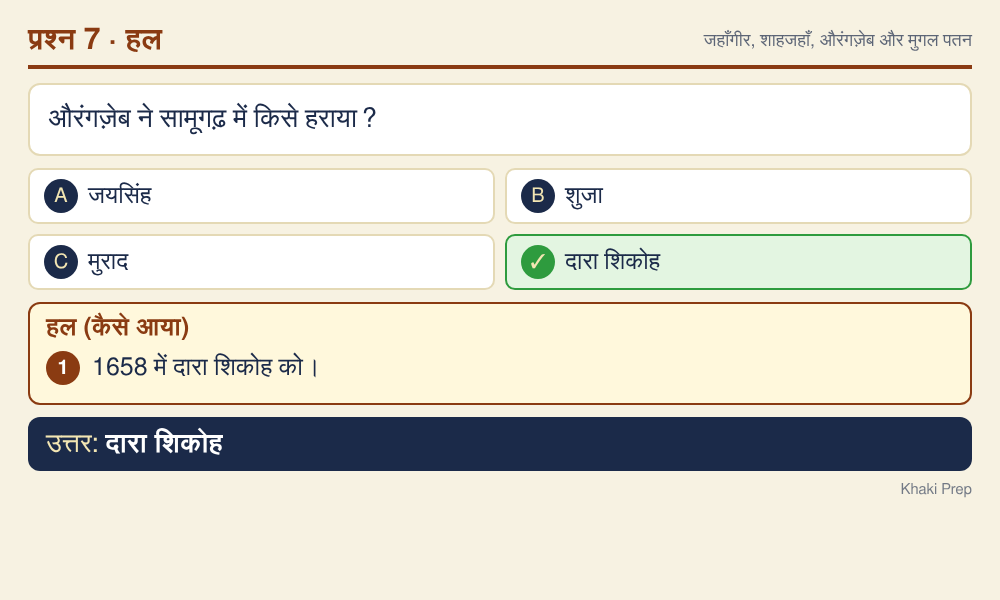 प्रश्न 7 · हल
जहाँगीर, शाहजहाँ, औरंगज़ेब और मुगल पतन
औरंगज़ेब ने सामूगढ़ में किसे हराया ?
A जयसिंह
B शुजा
C मुराद
✓ दारा शिकोह
हल (कैसे आया)
1 1658 में दारा शिकोह को।
उत्तर: दारा शिकोह
Khaki Prep